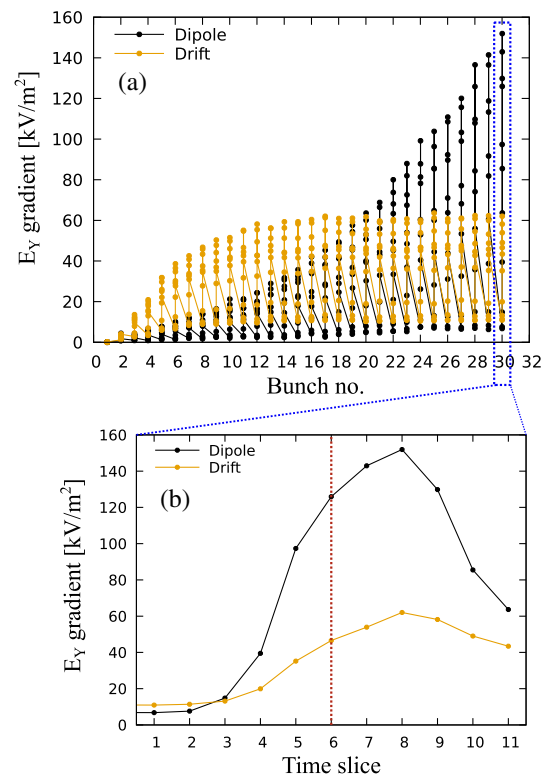 160
140
120
100
80
60
40
20
0
E_Y gradient [kV/m²]
Dipole
Drift
(a)
0 2 4 6 8 10 12 14 16 18 20 22 24 26 28 30 32
Bunch no.
160
140
120
100
80
60
40
20
0
E_Y gradient [kV/m²]
Dipole
Drift
(b)
1 2 3 4 5 6 7 8 9 10 11
Time slice